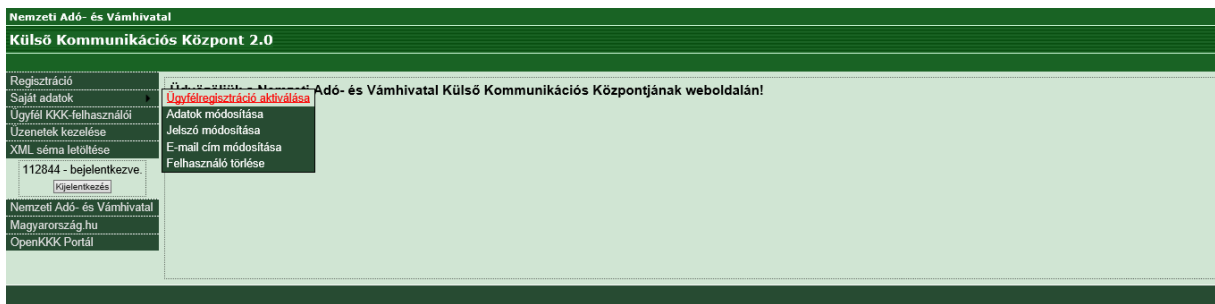 Nemzeti Adó- és Vámhivatal
Külső Kommunikációs Központ 2.0
Regisztráció
Saját adatok
Ügyfél KKK-felhasználói
Üzenetek kezelése
XML séma letöltése
112844 - bejelentkezve.
Kijelentkezés
Nemzeti Adó- és Vámhivatal
Magyarország.hu
OpenKKK Portál
Üdvözöljük a Nemzeti Adó- és Vámhivatal Külső Kommunikációs Központjának weboldalán!
Ügyfélregisztráció aktiválása
Adatok módosítása
Jelszó módosítása
E-mail cím módosítása
Felhasználó törlése